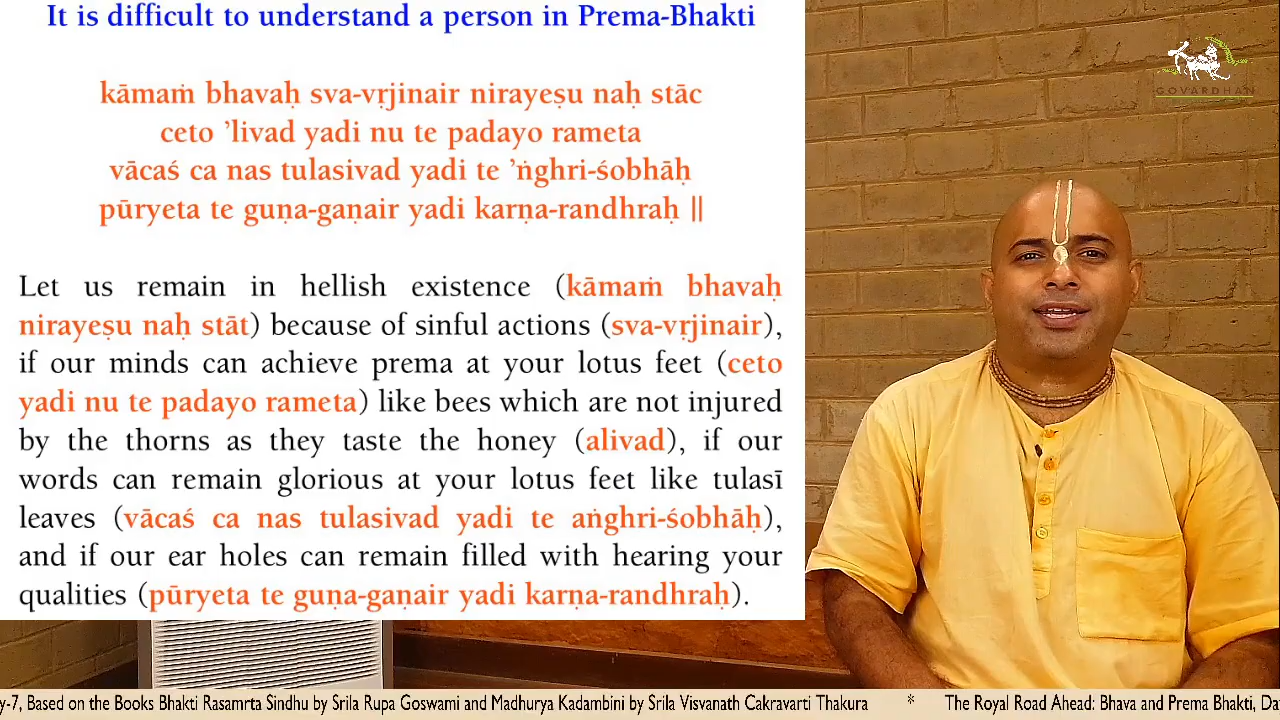 It is difficult to understand a person in Prema-Bhakti
kāmaṁ bhavaḥ sva-vṛjinair nirayeṣu naḥ stāc
ceto ’livad yadi nu te padayo rameta
vācaś ca nas tulasivad yadi te ’ṅghri-śobhāḥ
pūryeta te guṇa-gaṇair yadi karṇa-randhraḥ ||
Let us remain in hellish existence (kāmaṁ bhavaḥ
nirayeṣu naḥ stāt) because of sinful actions (sva-vṛjinair),
if our minds can achieve prema at your lotus feet (ceto
yadi nu te padayo rameta) like bees which are not injured
by the thorns as they taste the honey (alivad), if our
words can remain glorious at your lotus feet like tulasī
leaves (vācaś ca nas tulasivad yadi te aṅghri-śobhāḥ),
and if our ear holes can remain filled with hearing your
qualities (pūryeta te guṇa-gaṇair yadi karṇa-randhraḥ).
GOVARDHAN
y-7, Based on the Books Bhakti Rasamrta Sindhu by Srila Rupa Goswami and Madhurya Kadambini by Srila Visvanath Cakravarti Thakura * The Royal Road Ahead: Bhava and Prema Bhakti, Da